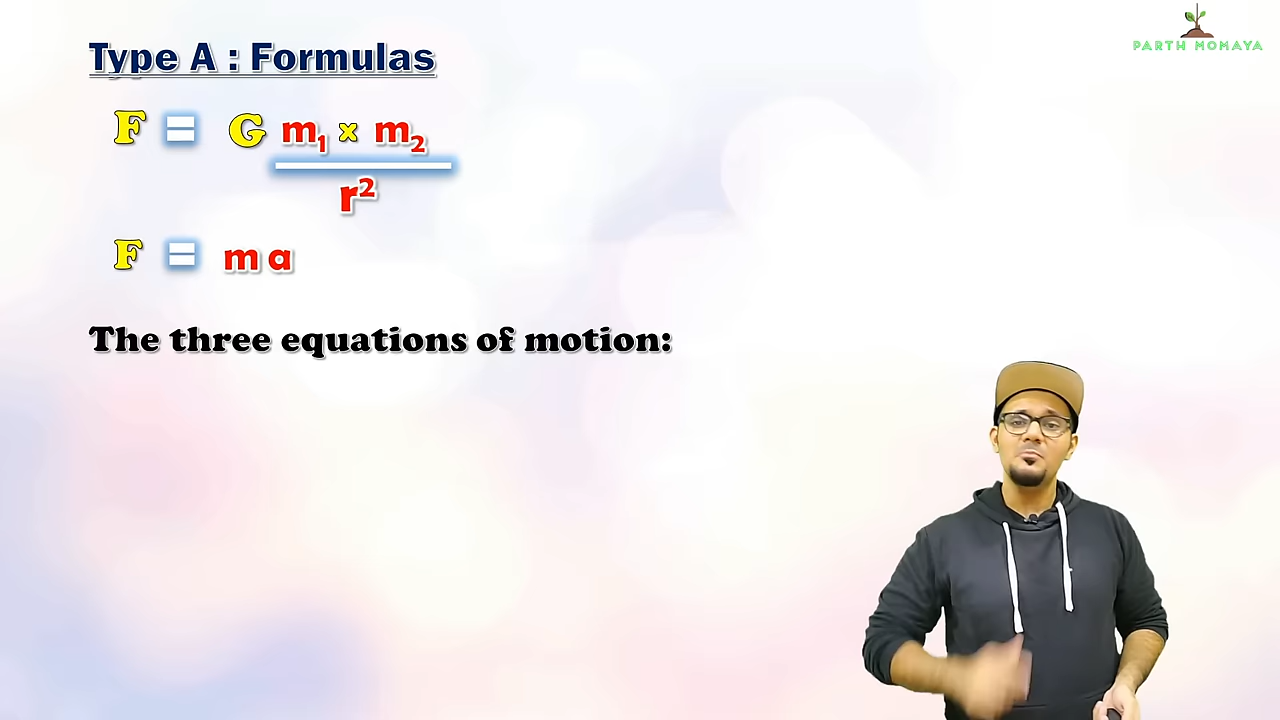 PARTH MOMAYA
Type A : Formulas
F = G m₁ x m₂
r²
F = m a
The three equations of motion: